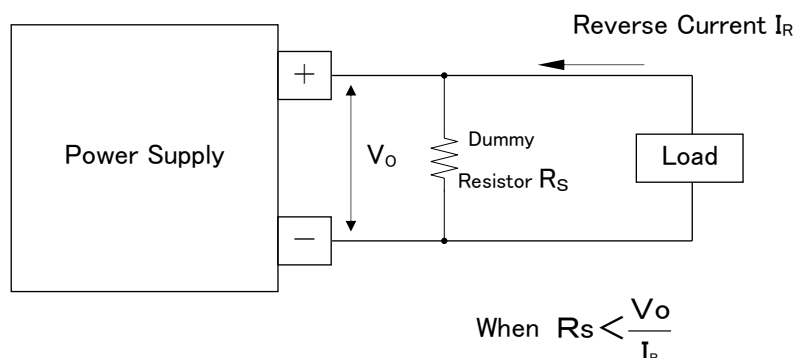 Reverse Current IR
+
Power Supply
Vo
Dummy
Resistor RS
Load
−
When Rs < Vo
IR